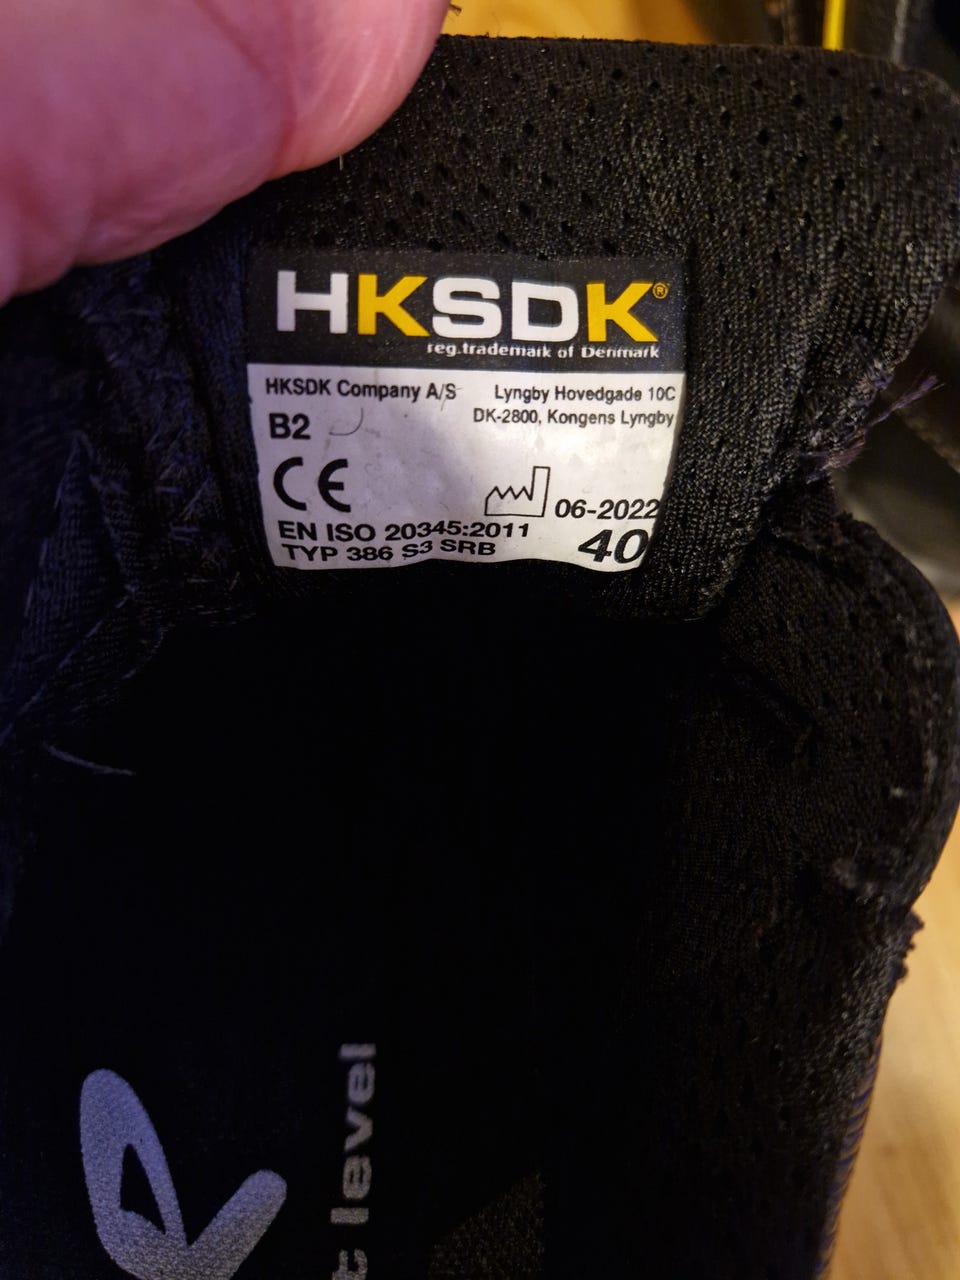 HKSDK®
reg.trademark of Denmark
HKSDK Company A/S
Lyngby Hovedgade 10C
DK-2800, Kongens Lyngby
B2
CE
06-2022
EN ISO 20345:2011
TYP 386 S3 SRB
40
level